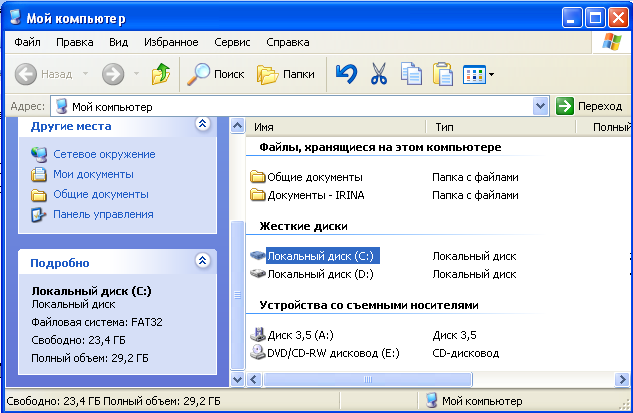 Мой компьютер
Файл Правка Вид Избранное Сервис Справка
Назад Поиск Папки
Адрес: Мой компьютер Переход
Другие места
Сетевое окружение
Мои документы
Общие документы
Панель управления
Подробно
Локальный диск (C:)
Локальный диск
Файловая система: FAT32
Свободно: 23,4 ГБ
Полный объем: 29,2 ГБ
Имя Тип Полный
Файлы, хранящиеся на этом компьютере
Общие документы Папка с файлами
Документы - IRINA Папка с файлами
Жесткие диски
Локальный диск (C:) Локальный диск
Локальный диск (D:) Локальный диск
Устройства со съемными носителями
Диск 3,5 (A:) Диск 3,5
DVD/CD-RW дисковод (E:) CD-дисковод
Свободно: 23,4 ГБ Полный объем: 29,2 ГБ Мой компьютер